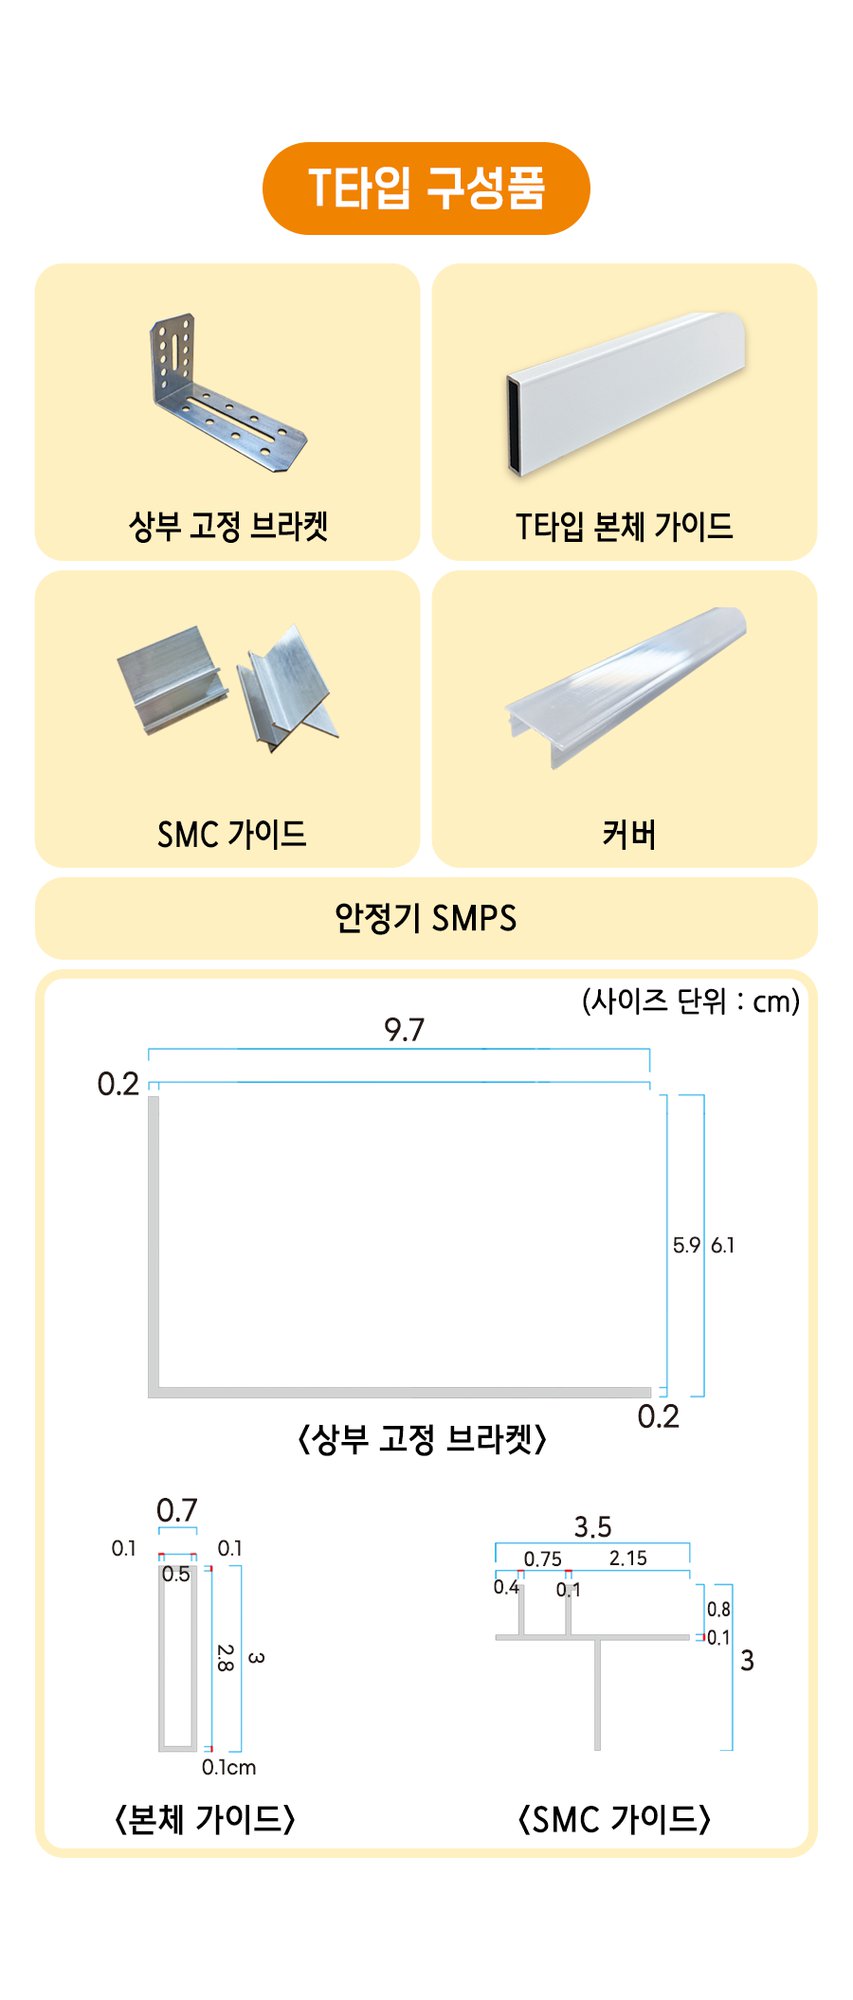 T타입 구성품
상부 고정 브라켓
T타입 본체 가이드
SMC 가이드
커버
안정기 SMPS
(사이즈 단위 : cm)
9.7
0.2
5.9 6.1
0.2
<상부 고정 브라켓>
0.7
0.1 0.1
0.5
2.8 3
0.1cm
<본체 가이드>
3.5
0.75 2.15
0.4 0.1
0.8
0.1
3
<SMC 가이드>